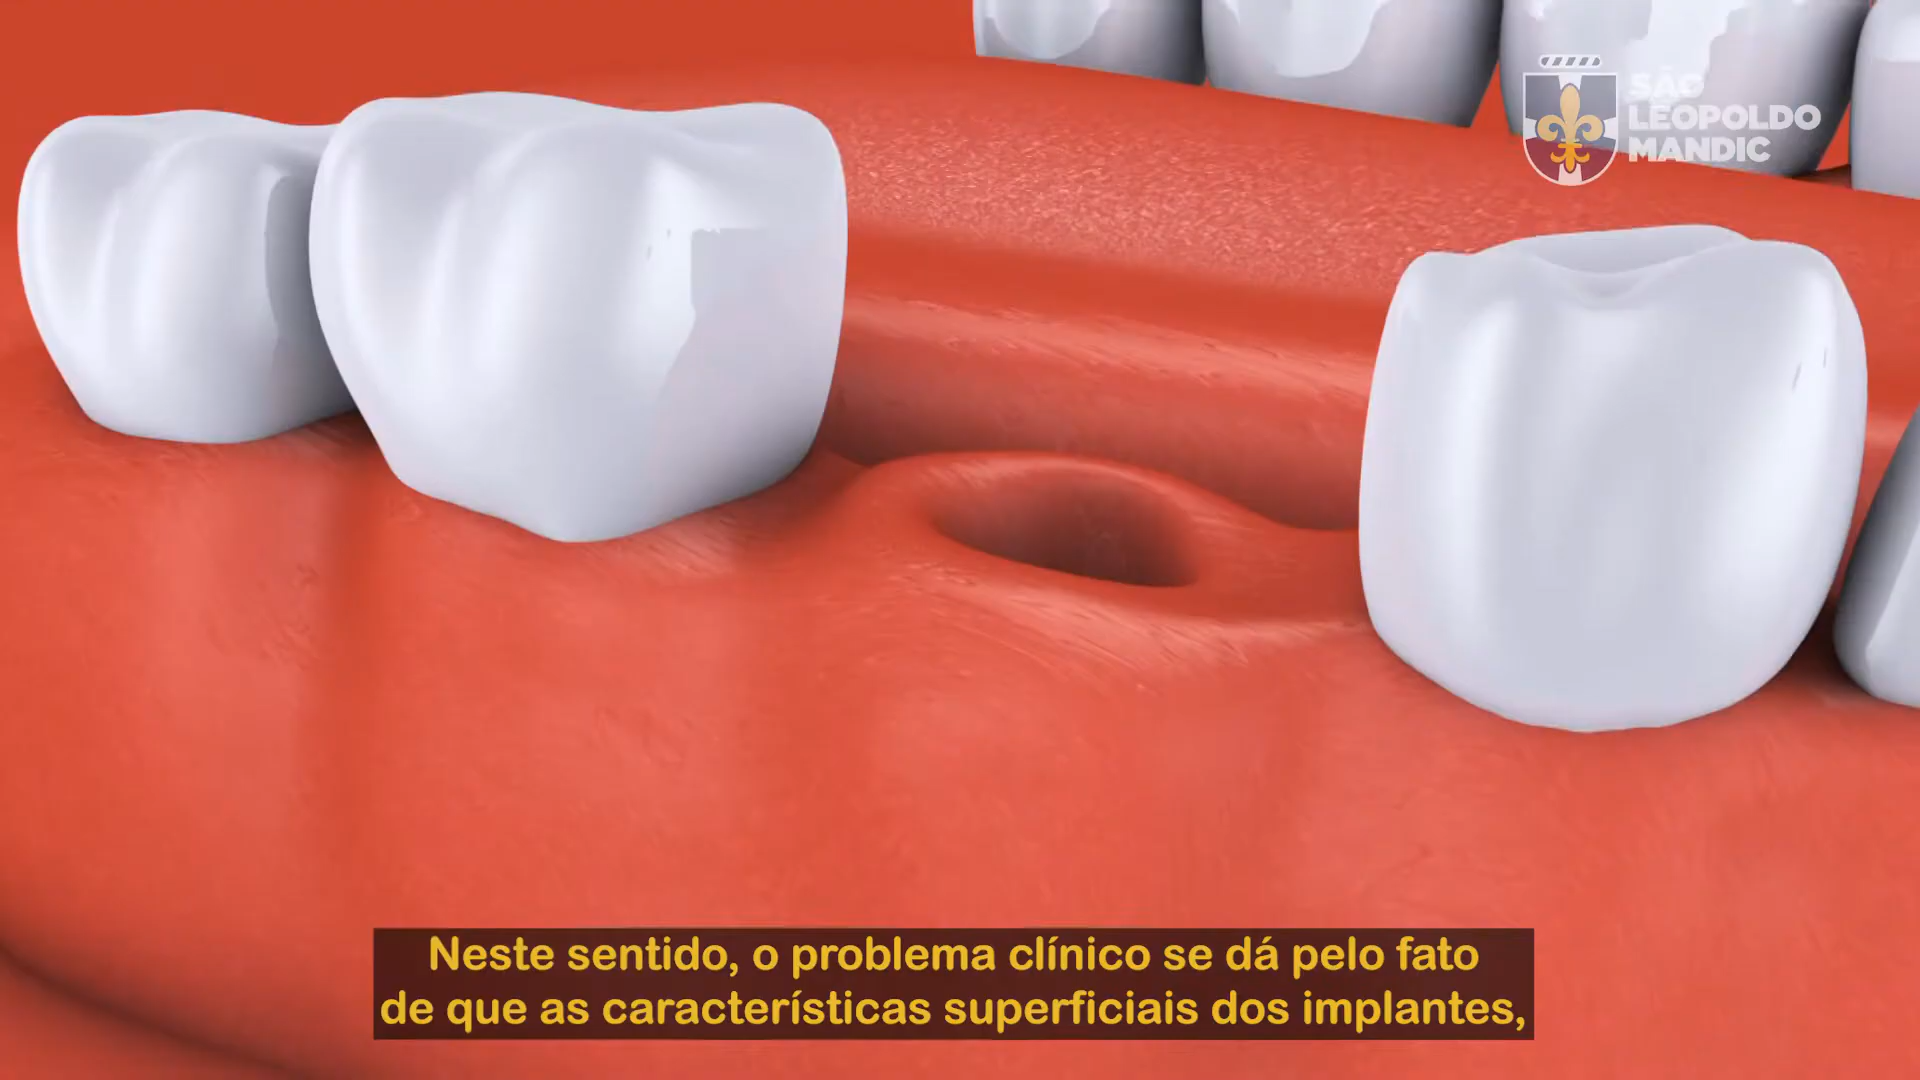 SÃO
LEOPOLDO
MANDIC
Neste sentido, o problema clínico se dá pelo fato
de que as características superficiais dos implantes,